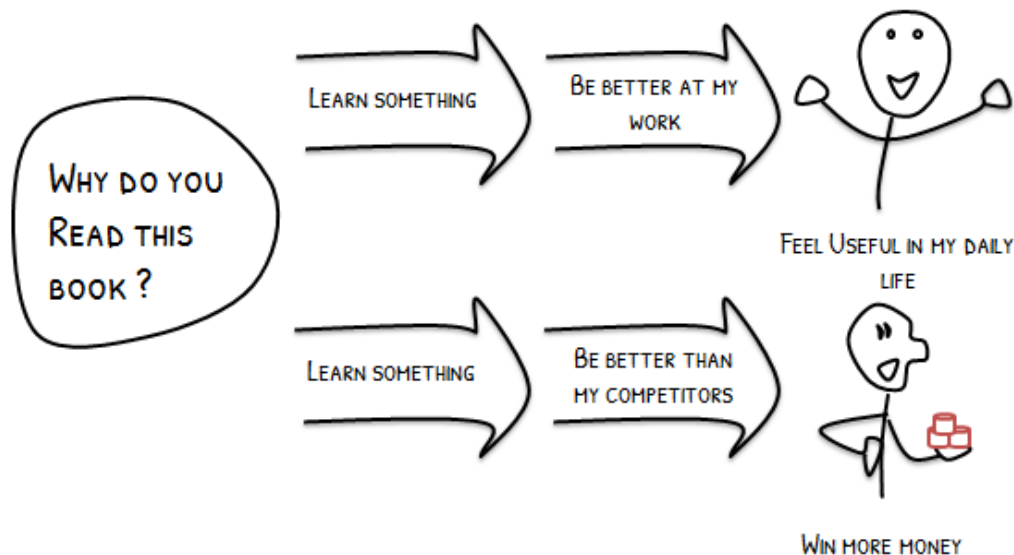 Why do you
Read this
book ?
Learn something
Be better at my
work
Feel Useful in my daily
life
Learn something
Be better than
my competitors
Win more money